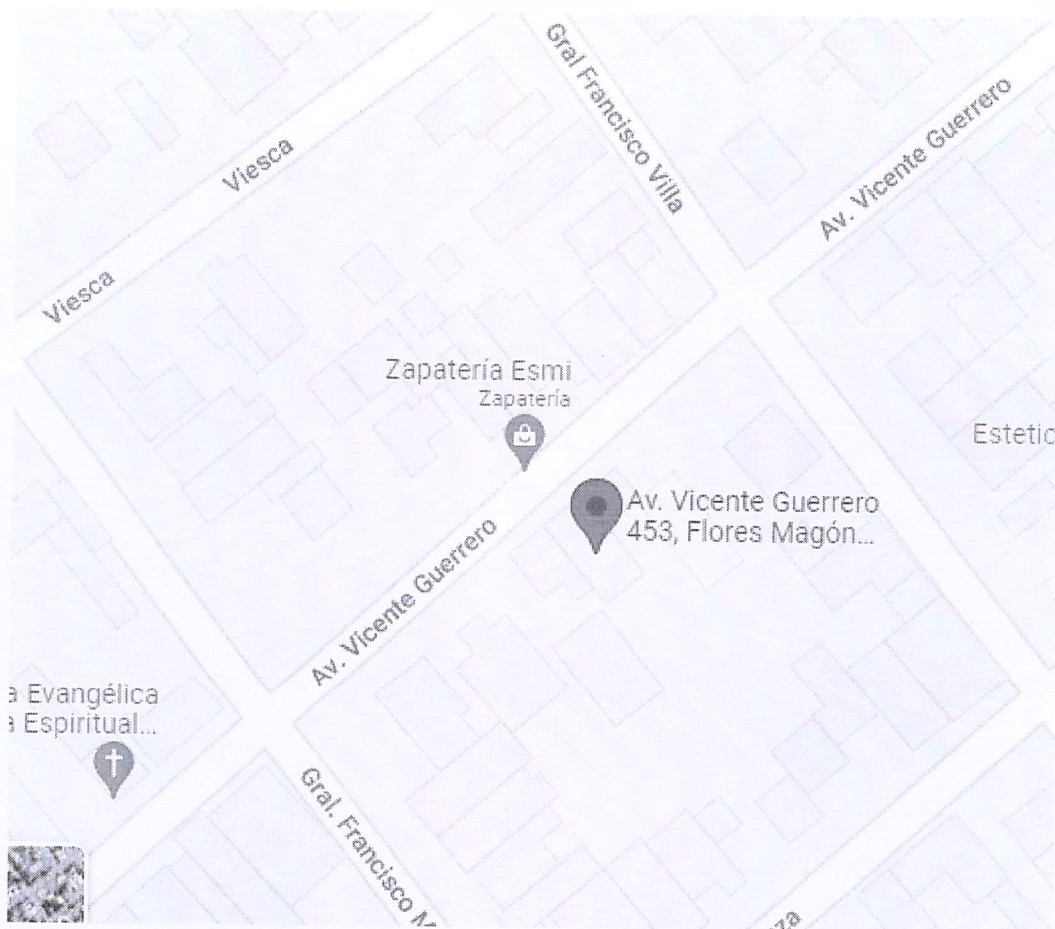 Gral Francisco Villa
Av. Vicente Guerrero
Viesca
Viesca
Zapatería Esmi
Zapatería
Estetic
Av. Vicente Guerrero
453, Flores Magón...
Av. Vicente Guerrero
a Evangélica
a Espiritual...
Gral. Francisco M
za